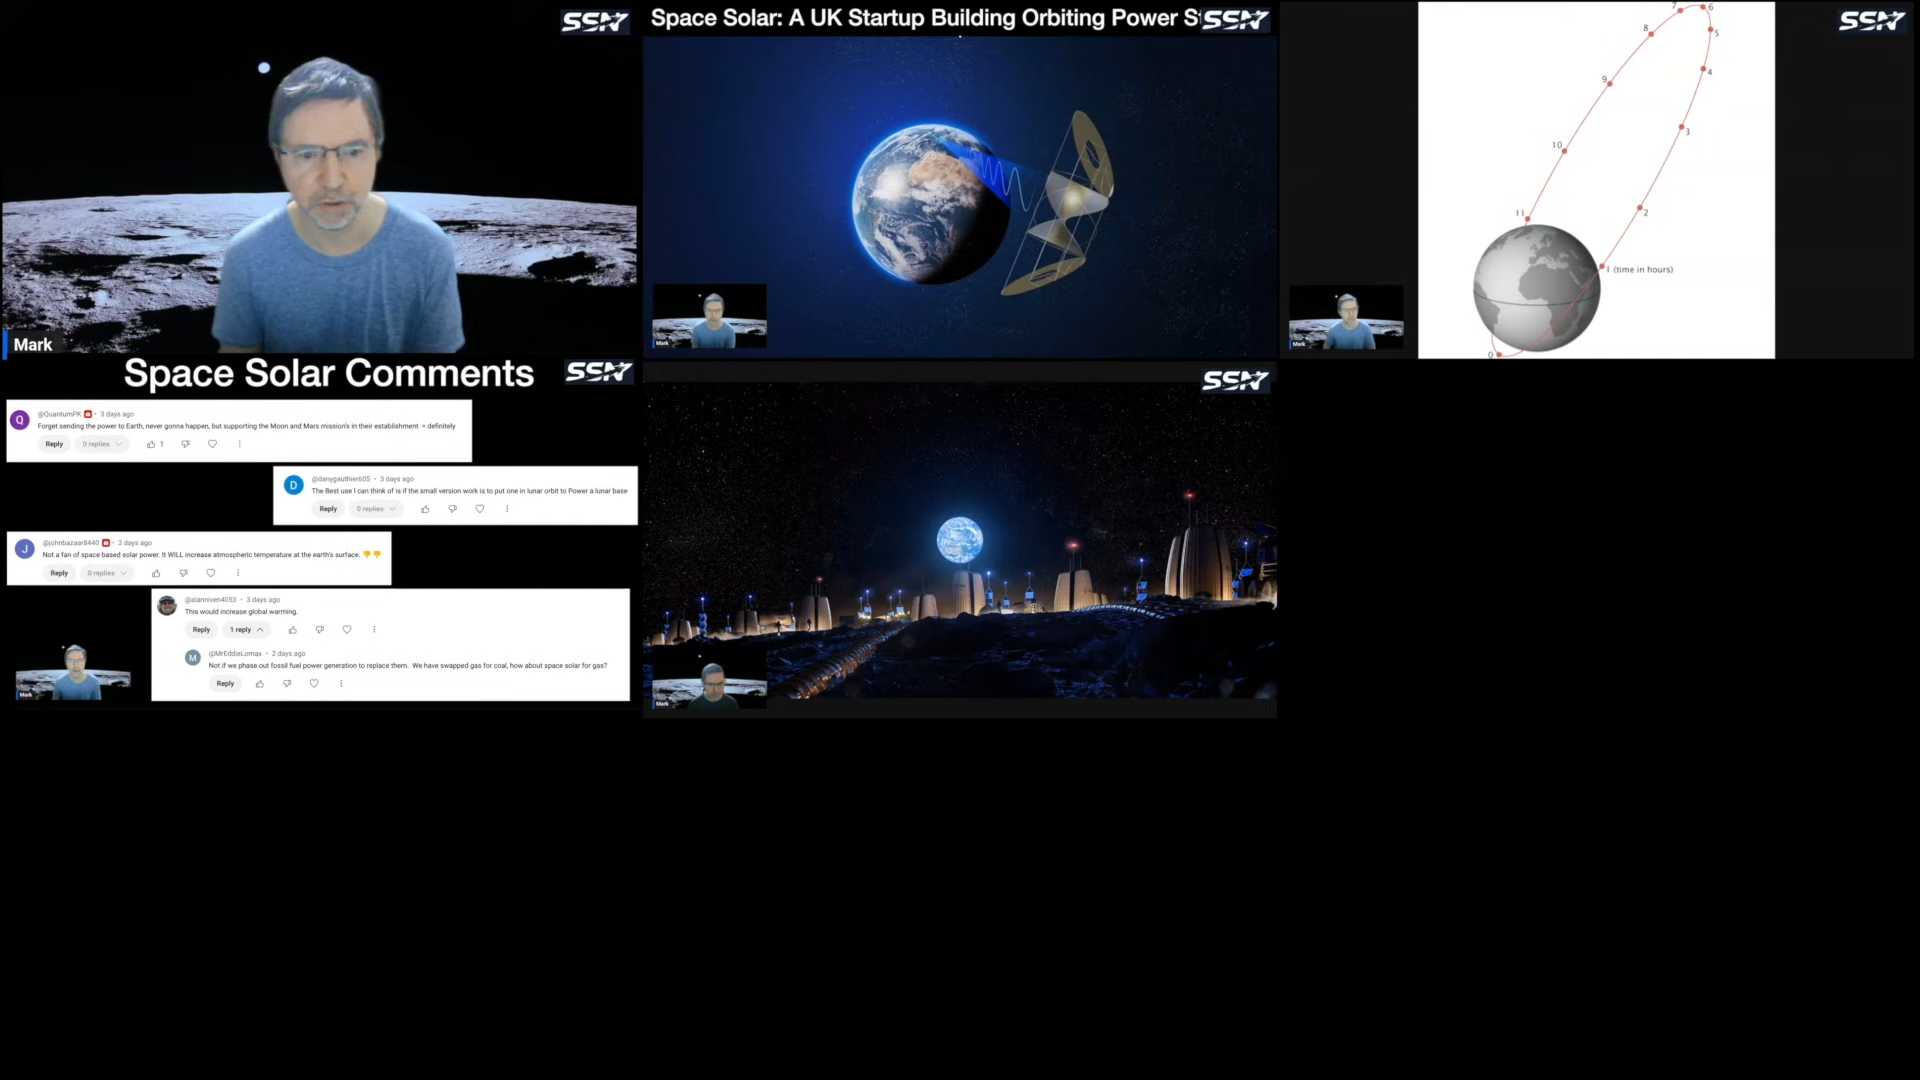 SSN
Mark
Space Solar: A UK Startup Building Orbiting Power S
SSN
Mark
SSN
7
6
8
5
4
9
3
10
2
11
1 (time in hours)
0
Mark
Space Solar Comments
SSN
Q
@QuantumPK • 3 days ago
Forget sending the power to Earth, never gonna happen, but supporting the Moon and Mars mission's in their establishment = definitely
Reply 0 replies 1
D
@danygauthier605 • 3 days ago
The Best use I can think of is if the small version work is to put one in lunar orbit to Power a lunar base
Reply 0 replies
J
@johnbazaar8440 • 3 days ago
Not a fan of space based solar power. It WILL increase atmospheric temperature at the earth's surface. 👎👎
Reply 0 replies
@alanniven4053 • 3 days ago
This would increase global warming.
Reply 1 reply
M
@MrEddieLomax • 2 days ago
Not if we phase out fossil fuel power generation to replace them. We have swapped gas for coal, how about space solar for gas?
Reply
Mark
SSN
Mark